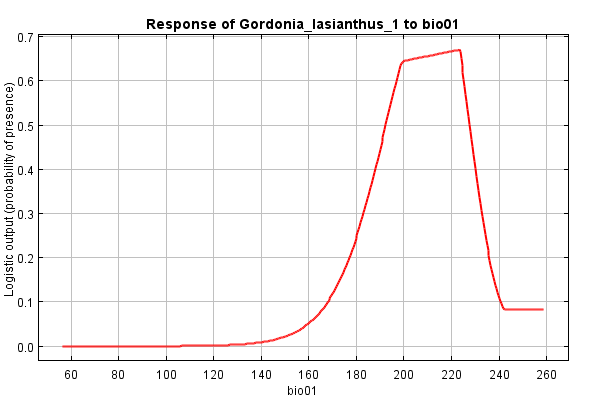 Response of Gordonia_lasianthus_1 to bio01
Logistic output (probability of presence)
0.7
0.6
0.5
0.4
0.3
0.2
0.1
0.0
60 80 100 120 140 160 180 200 220 240 260
bio01